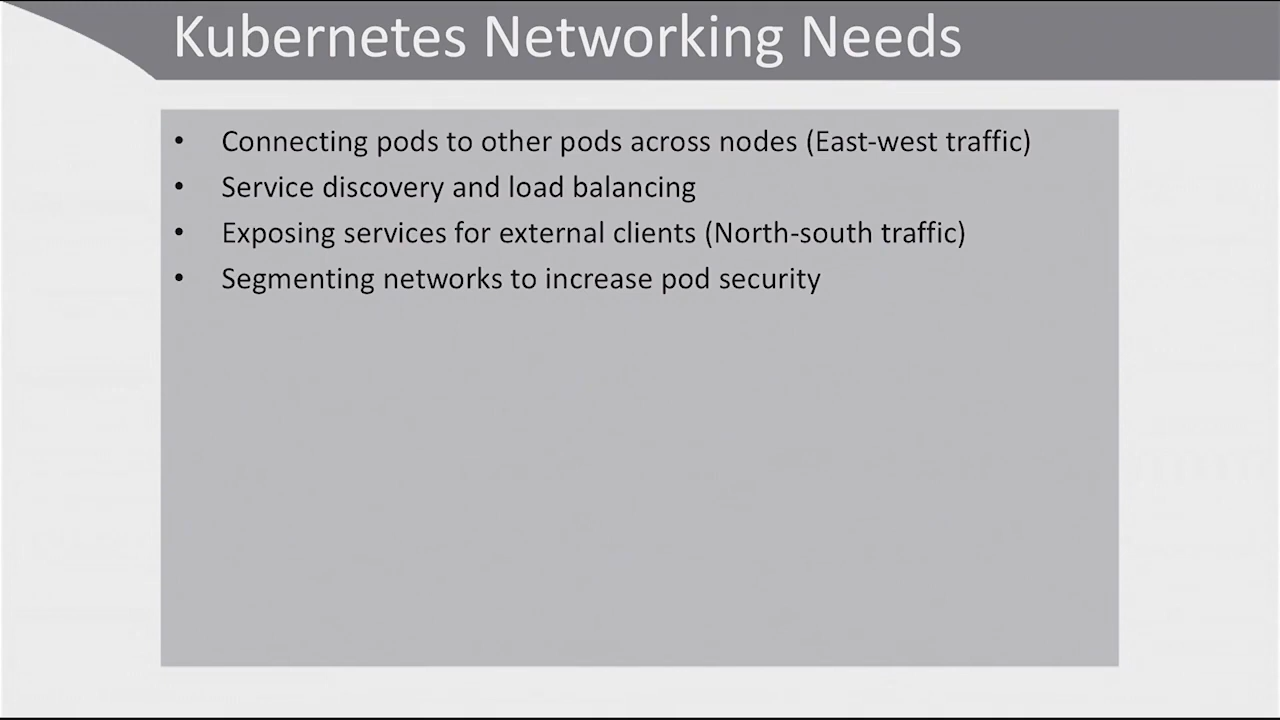 Kubernetes Networking Needs
• Connecting pods to other pods across nodes (East-west traffic)
• Service discovery and load balancing
• Exposing services for external clients (North-south traffic)
• Segmenting networks to increase pod security